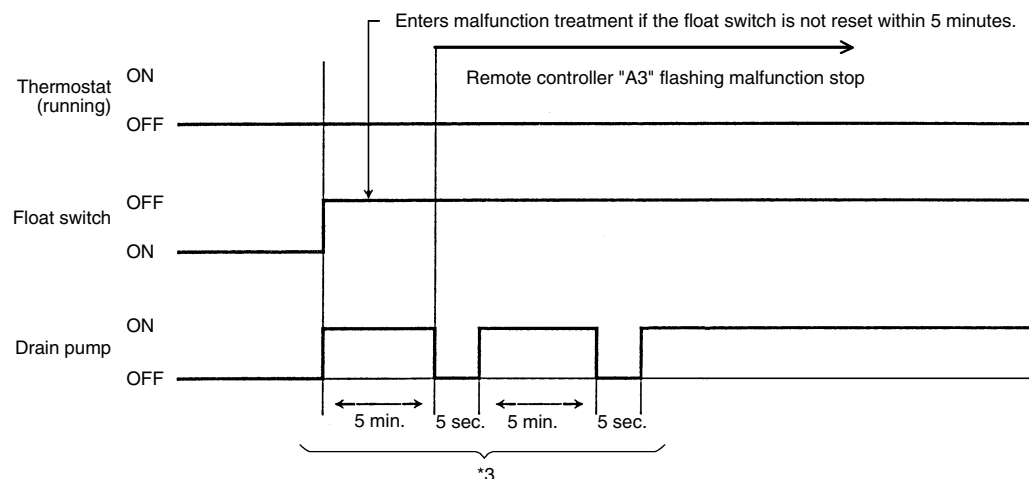 Enters malfunction treatment if the float switch is not reset within 5 minutes.
Remote controller "A3" flashing malfunction stop
Thermostat
(running)
ON
OFF
Float switch
OFF
ON
Drain pump
ON
OFF
5 min.
5 sec.
5 min.
5 sec.
*3